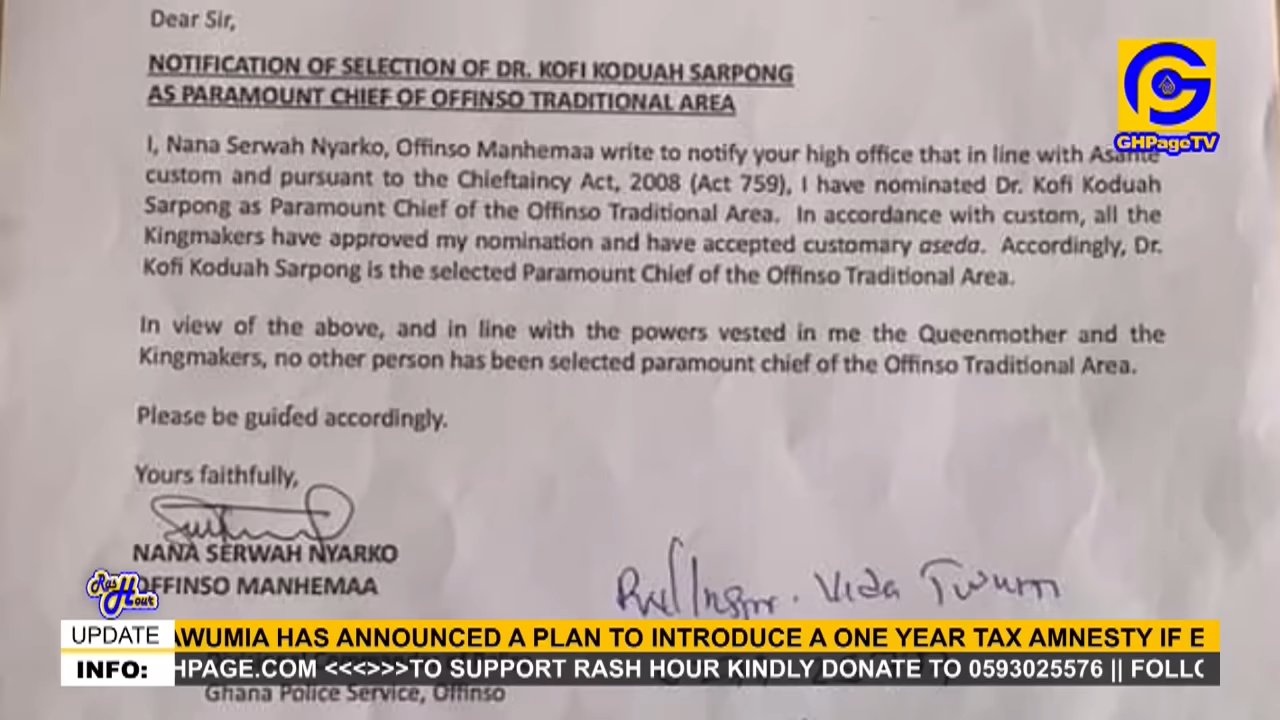 Dear Sir,
NOTIFICATION OF SELECTION OF DR. KOFI KODUAH SARPONG
AS PARAMOUNT CHIEF OF OFFINSO TRADITIONAL AREA
GHPageTV
I, Nana Serwah Nyarko, Offinso Manhemaa write to notify your high office that in line with Asante
custom and pursuant to the Chieftaincy Act, 2008 (Act 759), I have nominated Dr. Kofi Koduah
Sarpong as Paramount Chief of the Offinso Traditional Area. In accordance with custom, all the
Kingmakers have approved my nomination and have accepted customary aseda. Accordingly, Dr.
Kofi Koduah Sarpong is the selected Paramount Chief of the Offinso Traditional Area.
In view of the above, and in line with the powers vested in me the Queenmother and the
Kingmakers, no other person has been selected paramount chief of the Offinso Traditional Area.
Please be guided accordingly.
Yours faithfully,
NANA SERWAH NYARKO
OFFINSO MANHEMAA
Vida Twum
Ras Hour
UPDATE AWUMIA HAS ANNOUNCED A PLAN TO INTRODUCE A ONE YEAR TAX AMNESTY IF E
INFO: HPAGE.COM <<<>>>TO SUPPORT RASH HOUR KINDLY DONATE TO 0593025576 || FOLLO
Ghana Police Service, Offinso